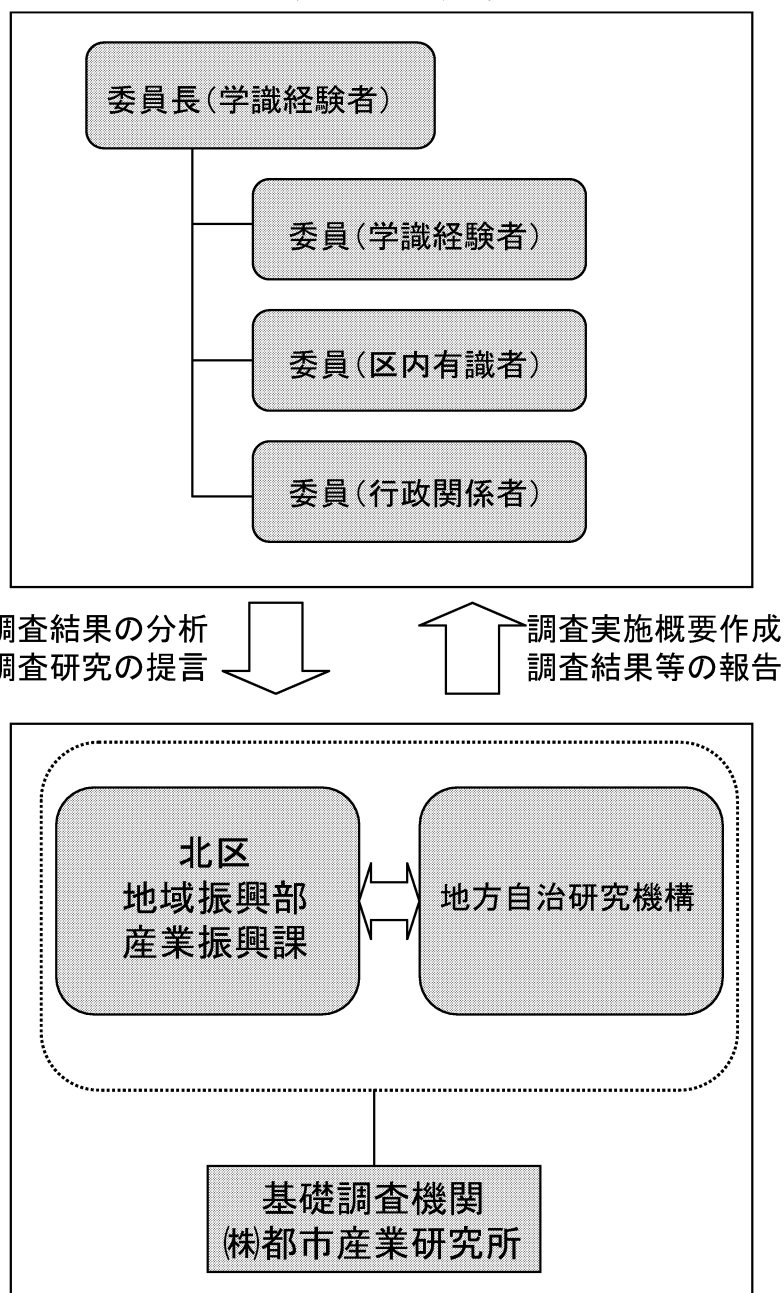 委員長(学識経験者)
委員(学識経験者)
委員(区内有識者)
委員(行政関係者)
調査結果の分析
調査研究の提言
調査実施概要作成
調査結果等の報告
北区
地域振興部
産業振興課
地方自治研究機構
基礎調査機関
㈱都市産業研究所